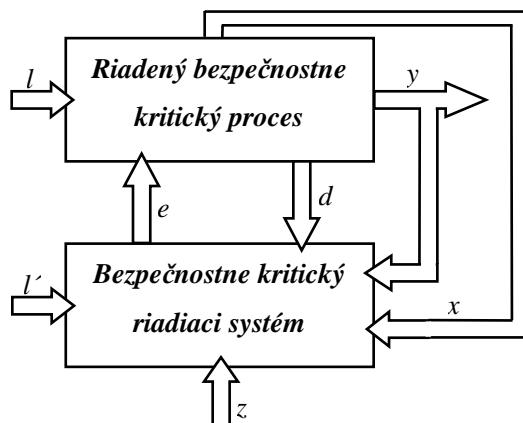 Riadený bezpečnostne
kritický proces
l
y
e
d
Bezpečnostne kritický
riadiaci systém
l´
x
z